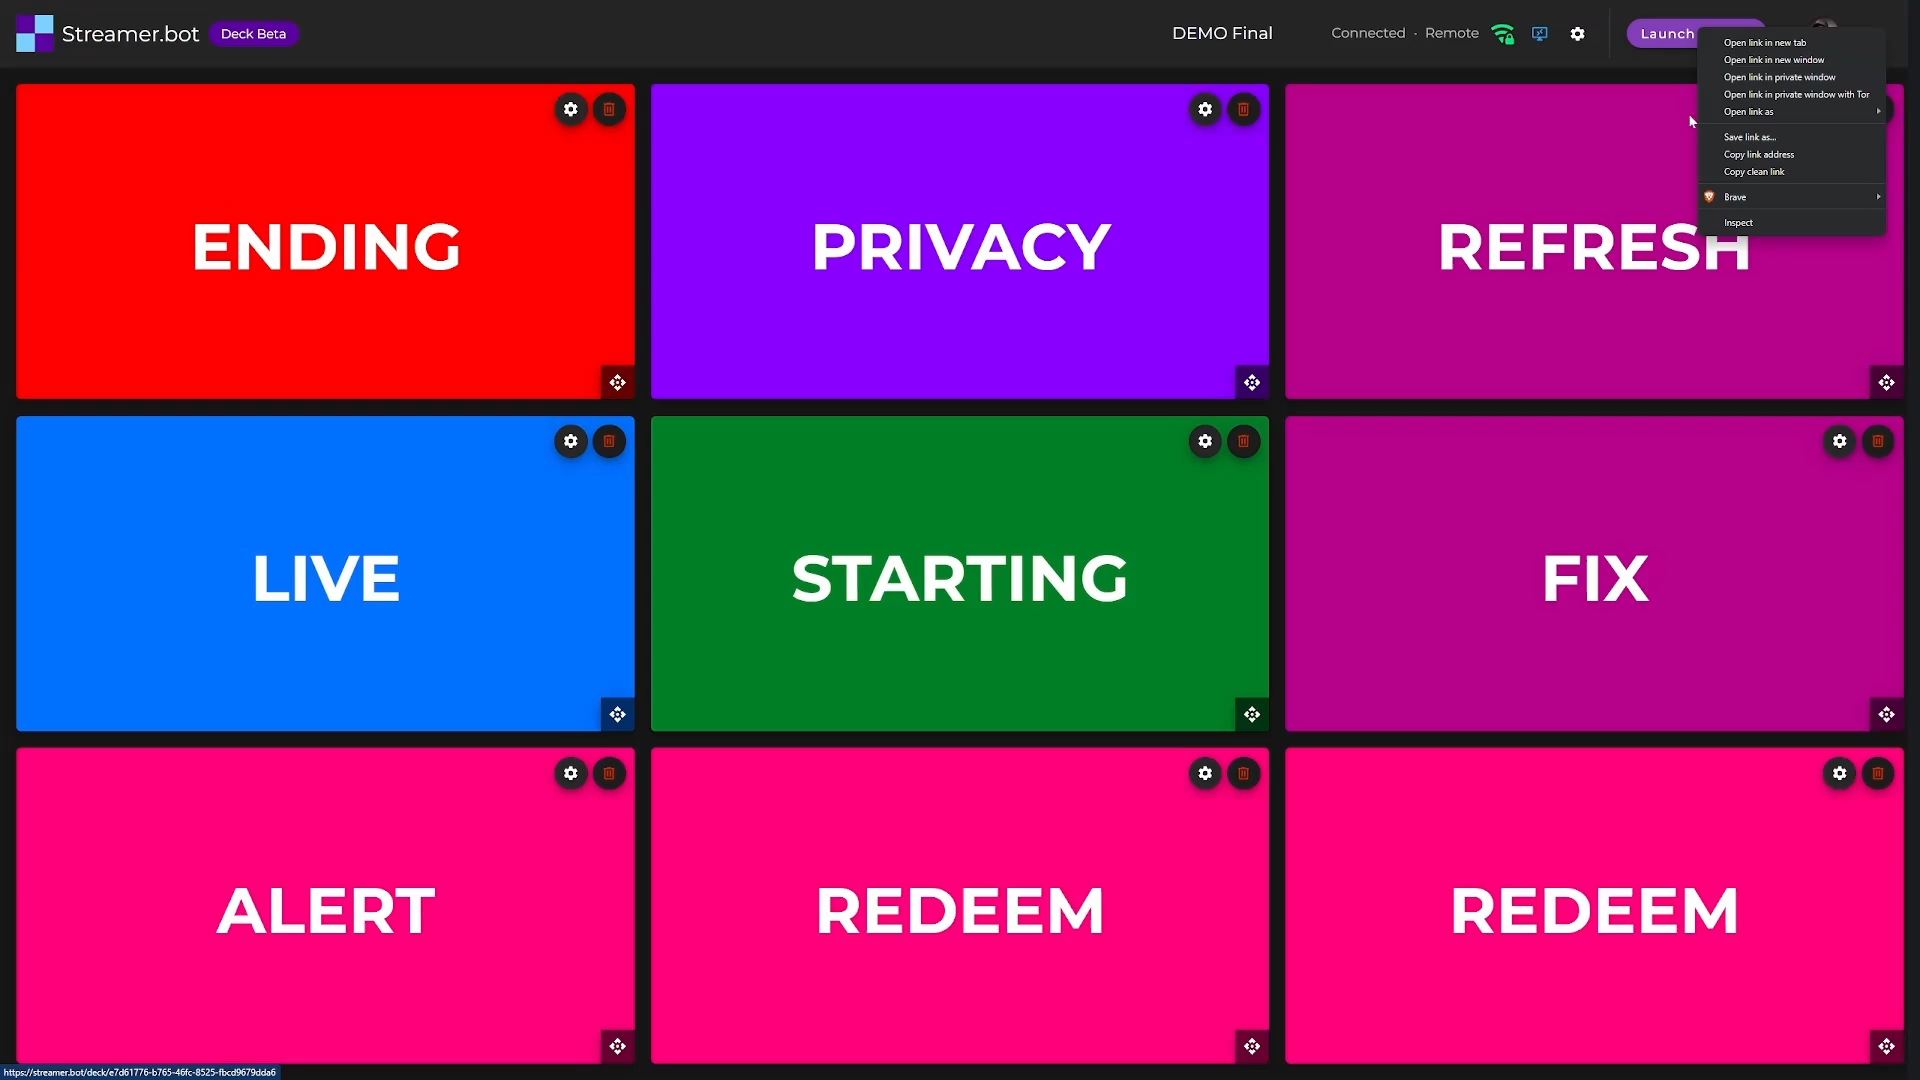 Streamer.bot
Deck Beta
DEMO Final
Connected · Remote
Launch
Open link in new tab
Open link in new window
Open link in private window
Open link in private window with Tor
Open link as
Save link as...
Copy link address
Copy clean link
Brave
Inspect
ENDING
PRIVACY
REFRESH
LIVE
STARTING
FIX
ALERT
REDEEM
REDEEM
https://streamer.bot/deck/e7d61776-b765-46fc-8525-fbcd9679dda6